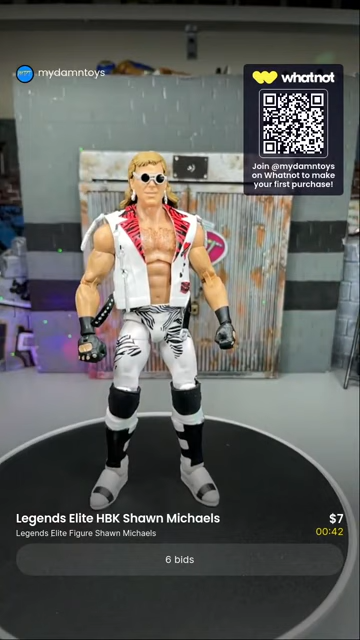 mydamntoys
whatnot
Join @mydamntoys
on Whatnot to make
your first purchase!
Legends Elite HBK Shawn Michaels
$7
Legends Elite Figure Shawn Michaels
00:42
6 bids